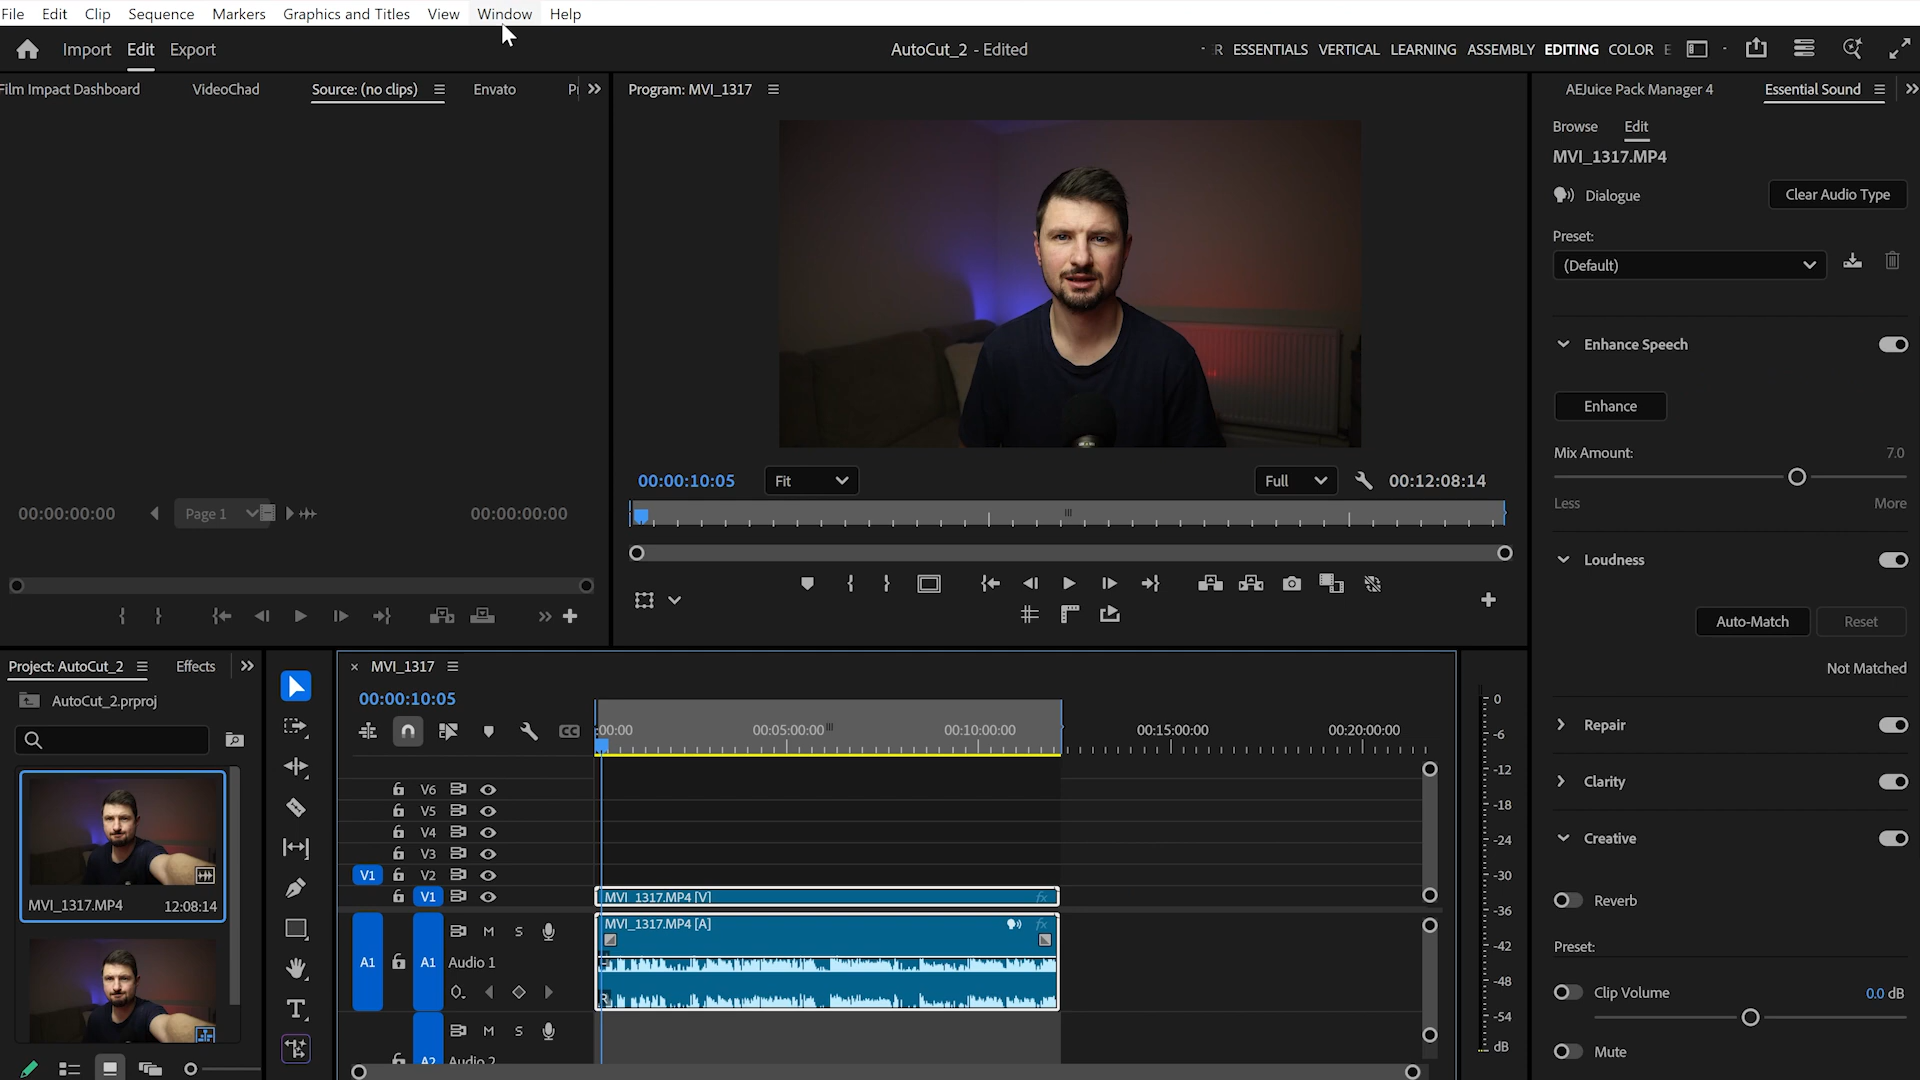 File Edit Clip Sequence Markers Graphics and Titles View Window Help
Import Edit Export
AutoCut_2 - Edited
ESSENTIALS VERTICAL LEARNING ASSEMBLY EDITING COLOR E
Film Impact Dashboard VideoChad Source: (no clips) Envato
Program: MVI_1317
AEJuice Pack Manager 4 Essential Sound
Browse Edit
MVI_1317.MP4
Dialogue Clear Audio Type
Preset:
(Default)
Enhance Speech
Enhance
Mix Amount: 7.0
Less More
00:00:10:05 Fit Full 00:12:08:14
00:00:00:00 Page 1 00:00:00:00
Loudness
Auto-Match Reset
Not Matched
Project: AutoCut_2 Effects
AutoCut_2.prproj
MVI_1317.MP4 12:08:14
MVI_1317
00:00:10:05
:00:00 00:05:00:00 00:10:00:00 00:15:00:00 00:20:00:00
V6
V5
V4
V3
V1 V2
V1
MVI_1317.MP4 [V] fx
MVI_1317.MP4 [A] fx
M S
A1 A1 Audio 1
R
M S
A2 Audio 2
0
-6
-12
-18
-24
-30
-36
-42
-48
-54
dB
Repair
Clarity
Creative
Reverb
Preset:
Clip Volume 0.0 dB
Mute